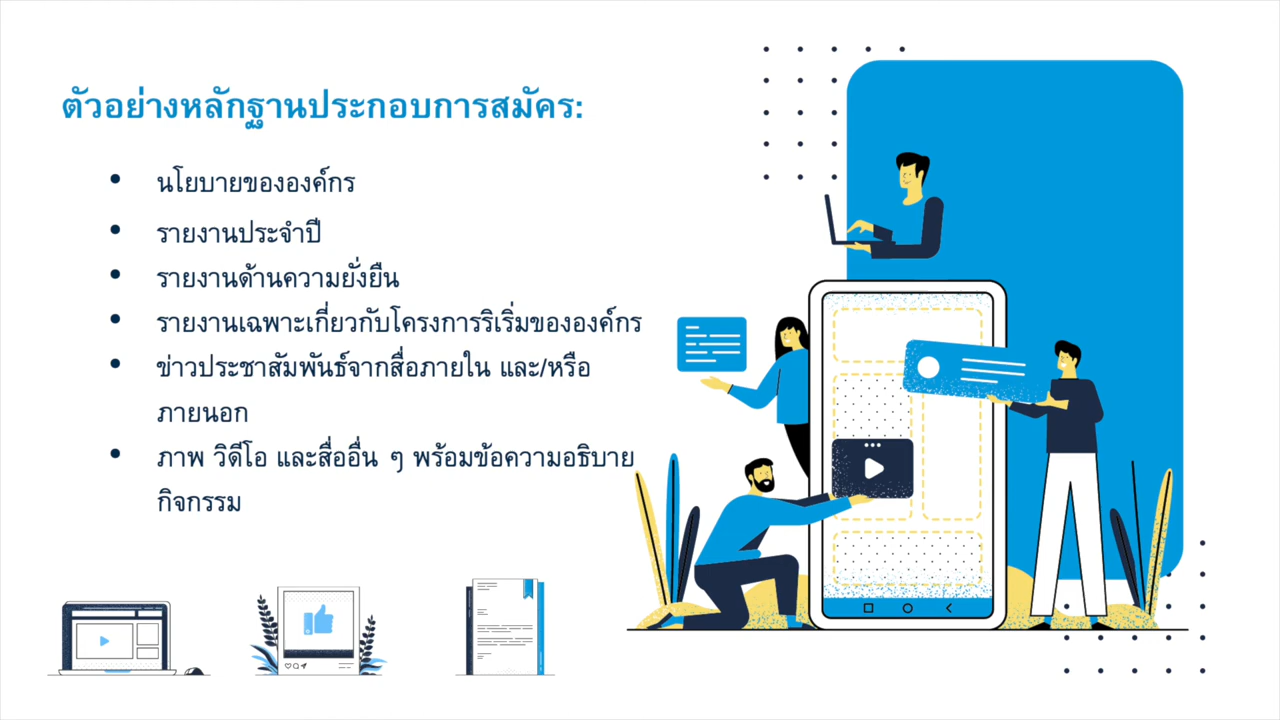 ตัวอย่างหลักฐานประกอบการสมัคร:
• นโยบายขององค์กร
• รายงานประจำปี
• รายงานด้านความยั่งยืน
• รายงานเฉพาะเกี่ยวกับโครงการริเริ่มขององค์กร
• ข่าวประชาสัมพันธ์จากสื่อภายใน และ/หรือ
ภายนอก
• ภาพ วิดีโอ และสื่ออื่น ๆ พร้อมข้อความอธิบาย
กิจกรรม